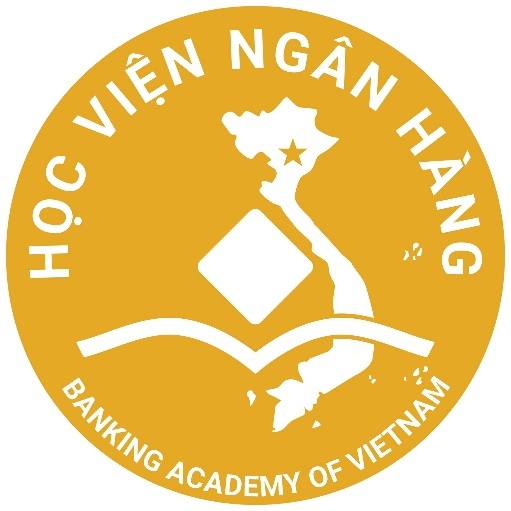 HỌC VIỆN NGÂN HÀNG
BANKING ACADEMY OF VIETNAM